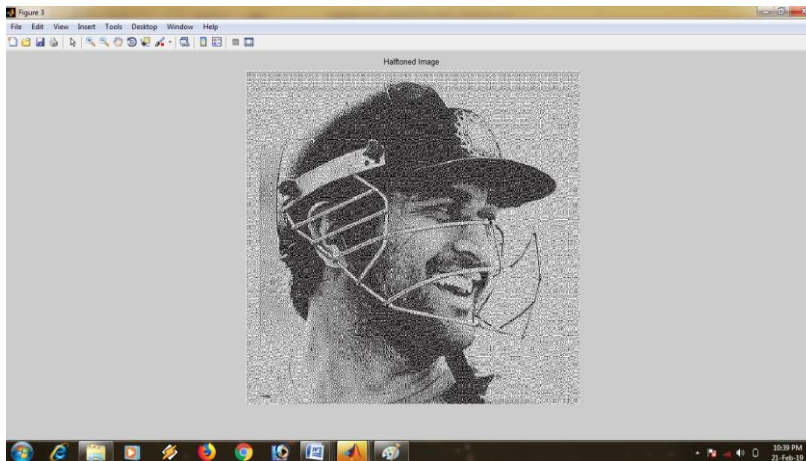 Figure 3
File Edit View Insert Tools Desktop Window Help
Halftoned Image
10:39 PM
21-Feb-19